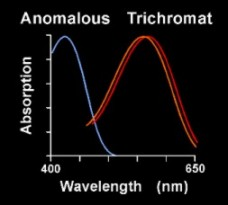 Anomalous Trichromat
Absorption
400 650
Wavelength (nm)